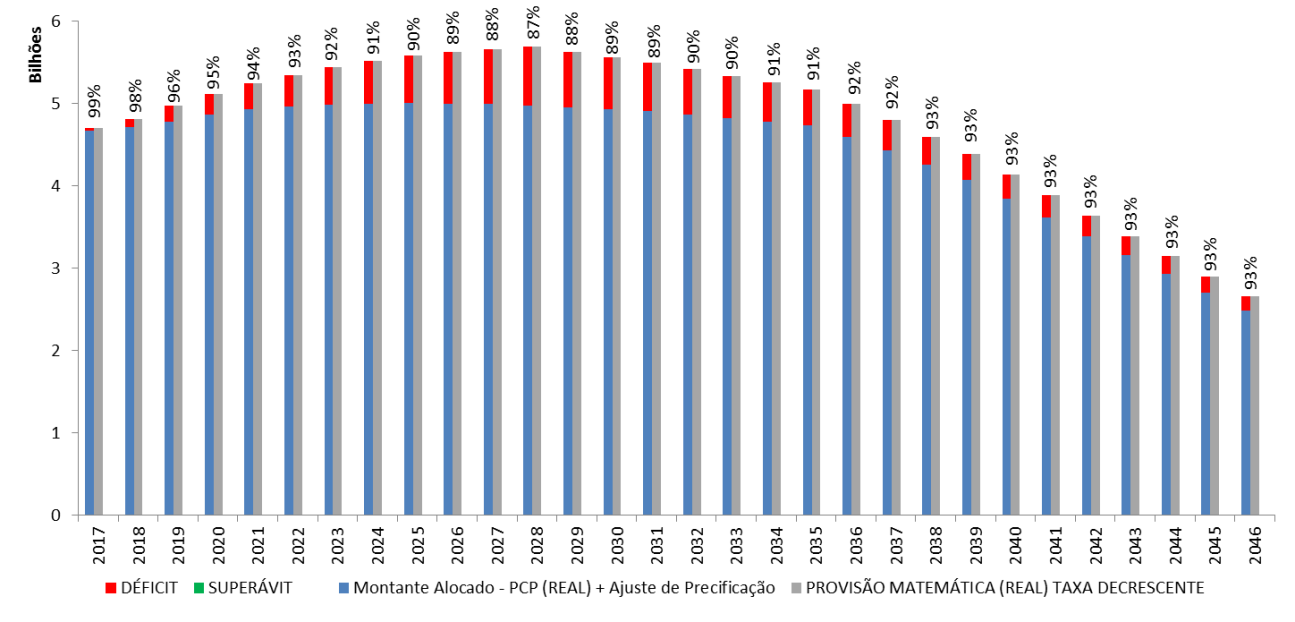 Bilhões
6
5
4
3
2
1
0
99% 98% 96% 95% 94% 93% 92% 91% 90% 89% 88% 87% 88% 89% 89% 90% 90% 91% 91% 92% 92% 93% 93% 93% 93% 93% 93% 93% 93% 93%
2017 2018 2019 2020 2021 2022 2023 2024 2025 2026 2027 2028 2029 2030 2031 2032 2033 2034 2035 2036 2037 2038 2039 2040 2041 2042 2043 2044 2045 2046
DÉFICIT SUPERÁVIT Montante Alocado - PCP (REAL) + Ajuste de Precificação PROVISÃO MATEMÁTICA (REAL) TAXA DECRESCENTE